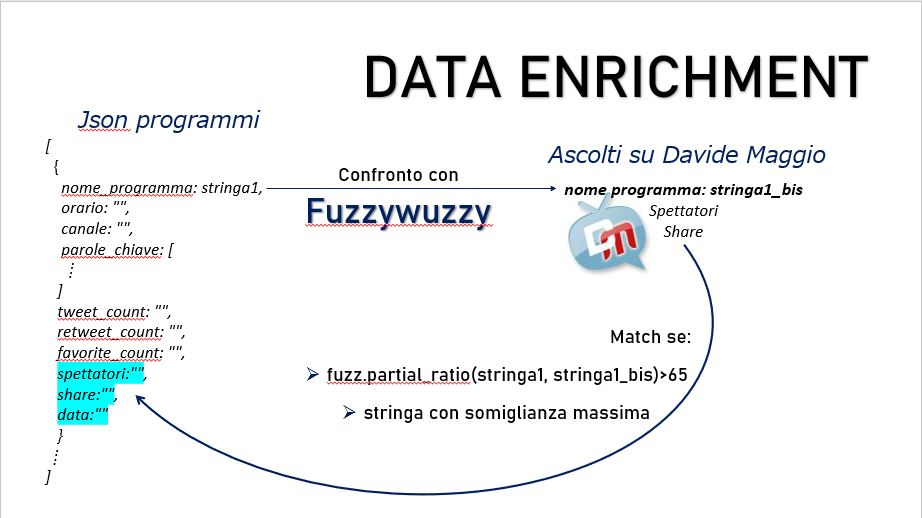 DATA ENRICHMENT
Json programmi
[
{
nome_programma: stringa1,
orario: "",
canale: "",
parole_chiave: [
⋮
]
tweet_count: "",
retweet_count: "",
favorite_count: "",
spettatori:"",
share:"",
data:""
}
⋮
]
Confronto con
Fuzzywuzzy
Ascolti su Davide Maggio
nome programma: stringa1_bis
Spettatori
Share
Dm
Match se:
➢ fuzz.partial_ratio(stringa1, stringa1_bis)>65
➢ stringa con somiglianza massima